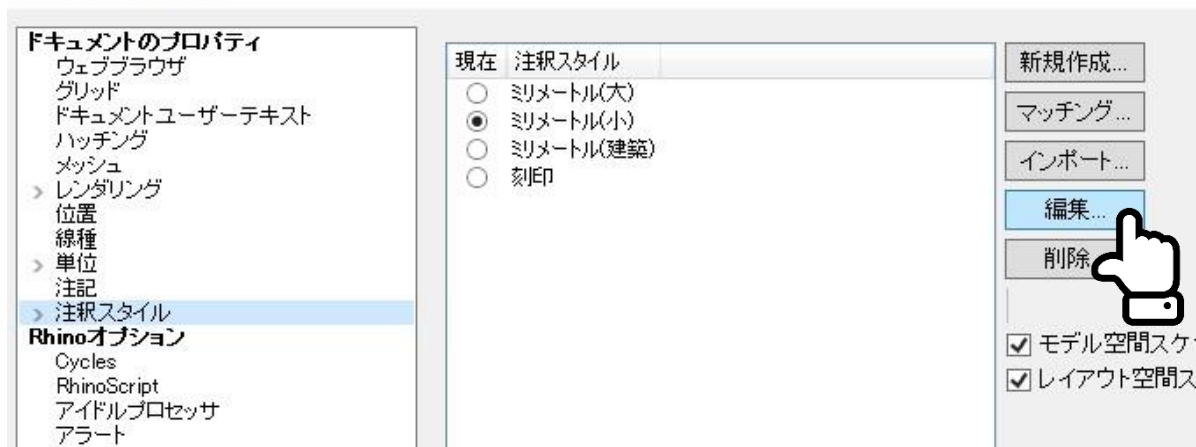 ドキュメントのプロパティ
ウェブブラウザ
グリッド
ドキュメントユーザーテキスト
ハッチング
メッシュ
レンダリング
位置
線種
単位
注記
注釈スタイル
Rhinoオプション
Cycles
RhinoScript
アイドルプロセッサ
アラート
現在 注釈スタイル
ミリメートル(大)
ミリメートル(小)
ミリメートル(建築)
刻印
新規作成...
マッチング...
インポート...
編集...
削除
モデル空間スケ
レイアウト空間ス